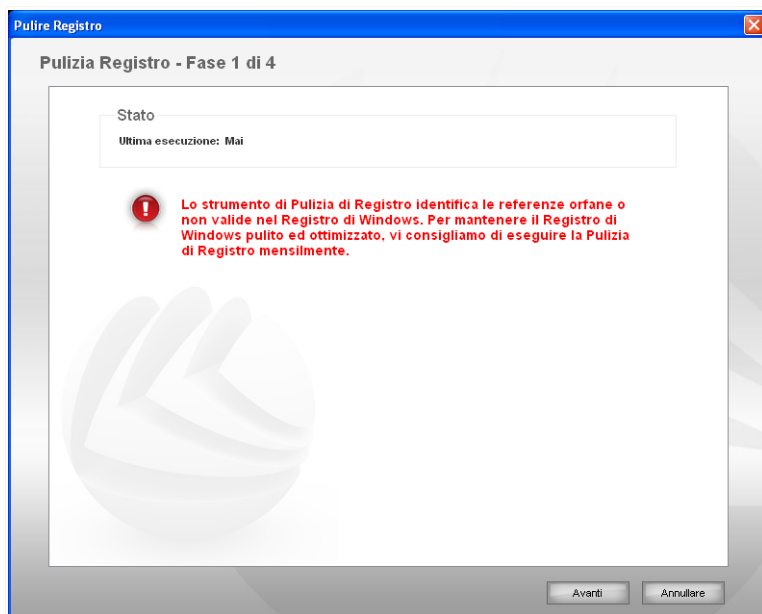 Pulire Registro
Pulizia Registro - Fase 1 di 4
Stato
Ultima esecuzione: Mai
Lo strumento di Pulizia di Registro identifica le referenze orfane o
non valide nel Registro di Windows. Per mantenere il Registro di
Windows pulito ed ottimizzato, vi consigliamo di eseguire la Pulizia
di Registro mensilmente.
Avanti
Annullare